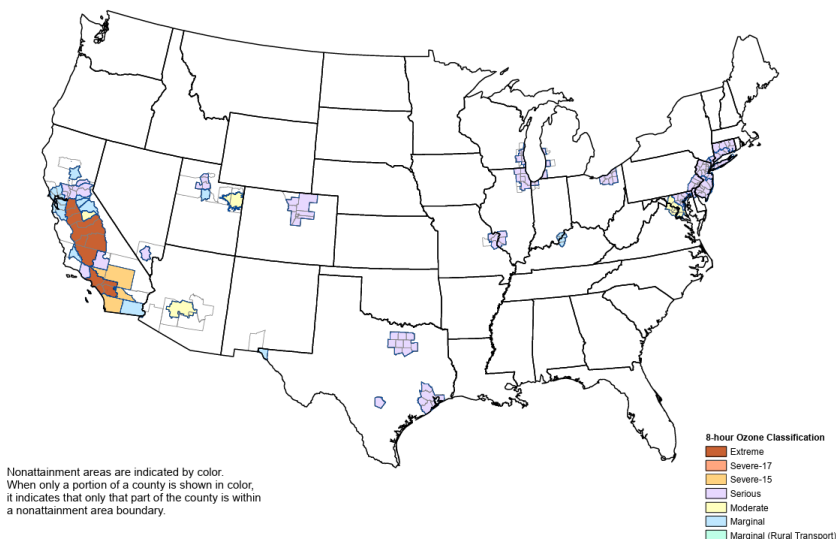 Nonattainment areas are indicated by color.
When only a portion of a county is shown in color,
it indicates that only that part of the county is within
a nonattainment area boundary.
8-hour Ozone Classification
Extreme
Severe-17
Severe-15
Serious
Moderate
Marginal
Marginal (Rural Transport)